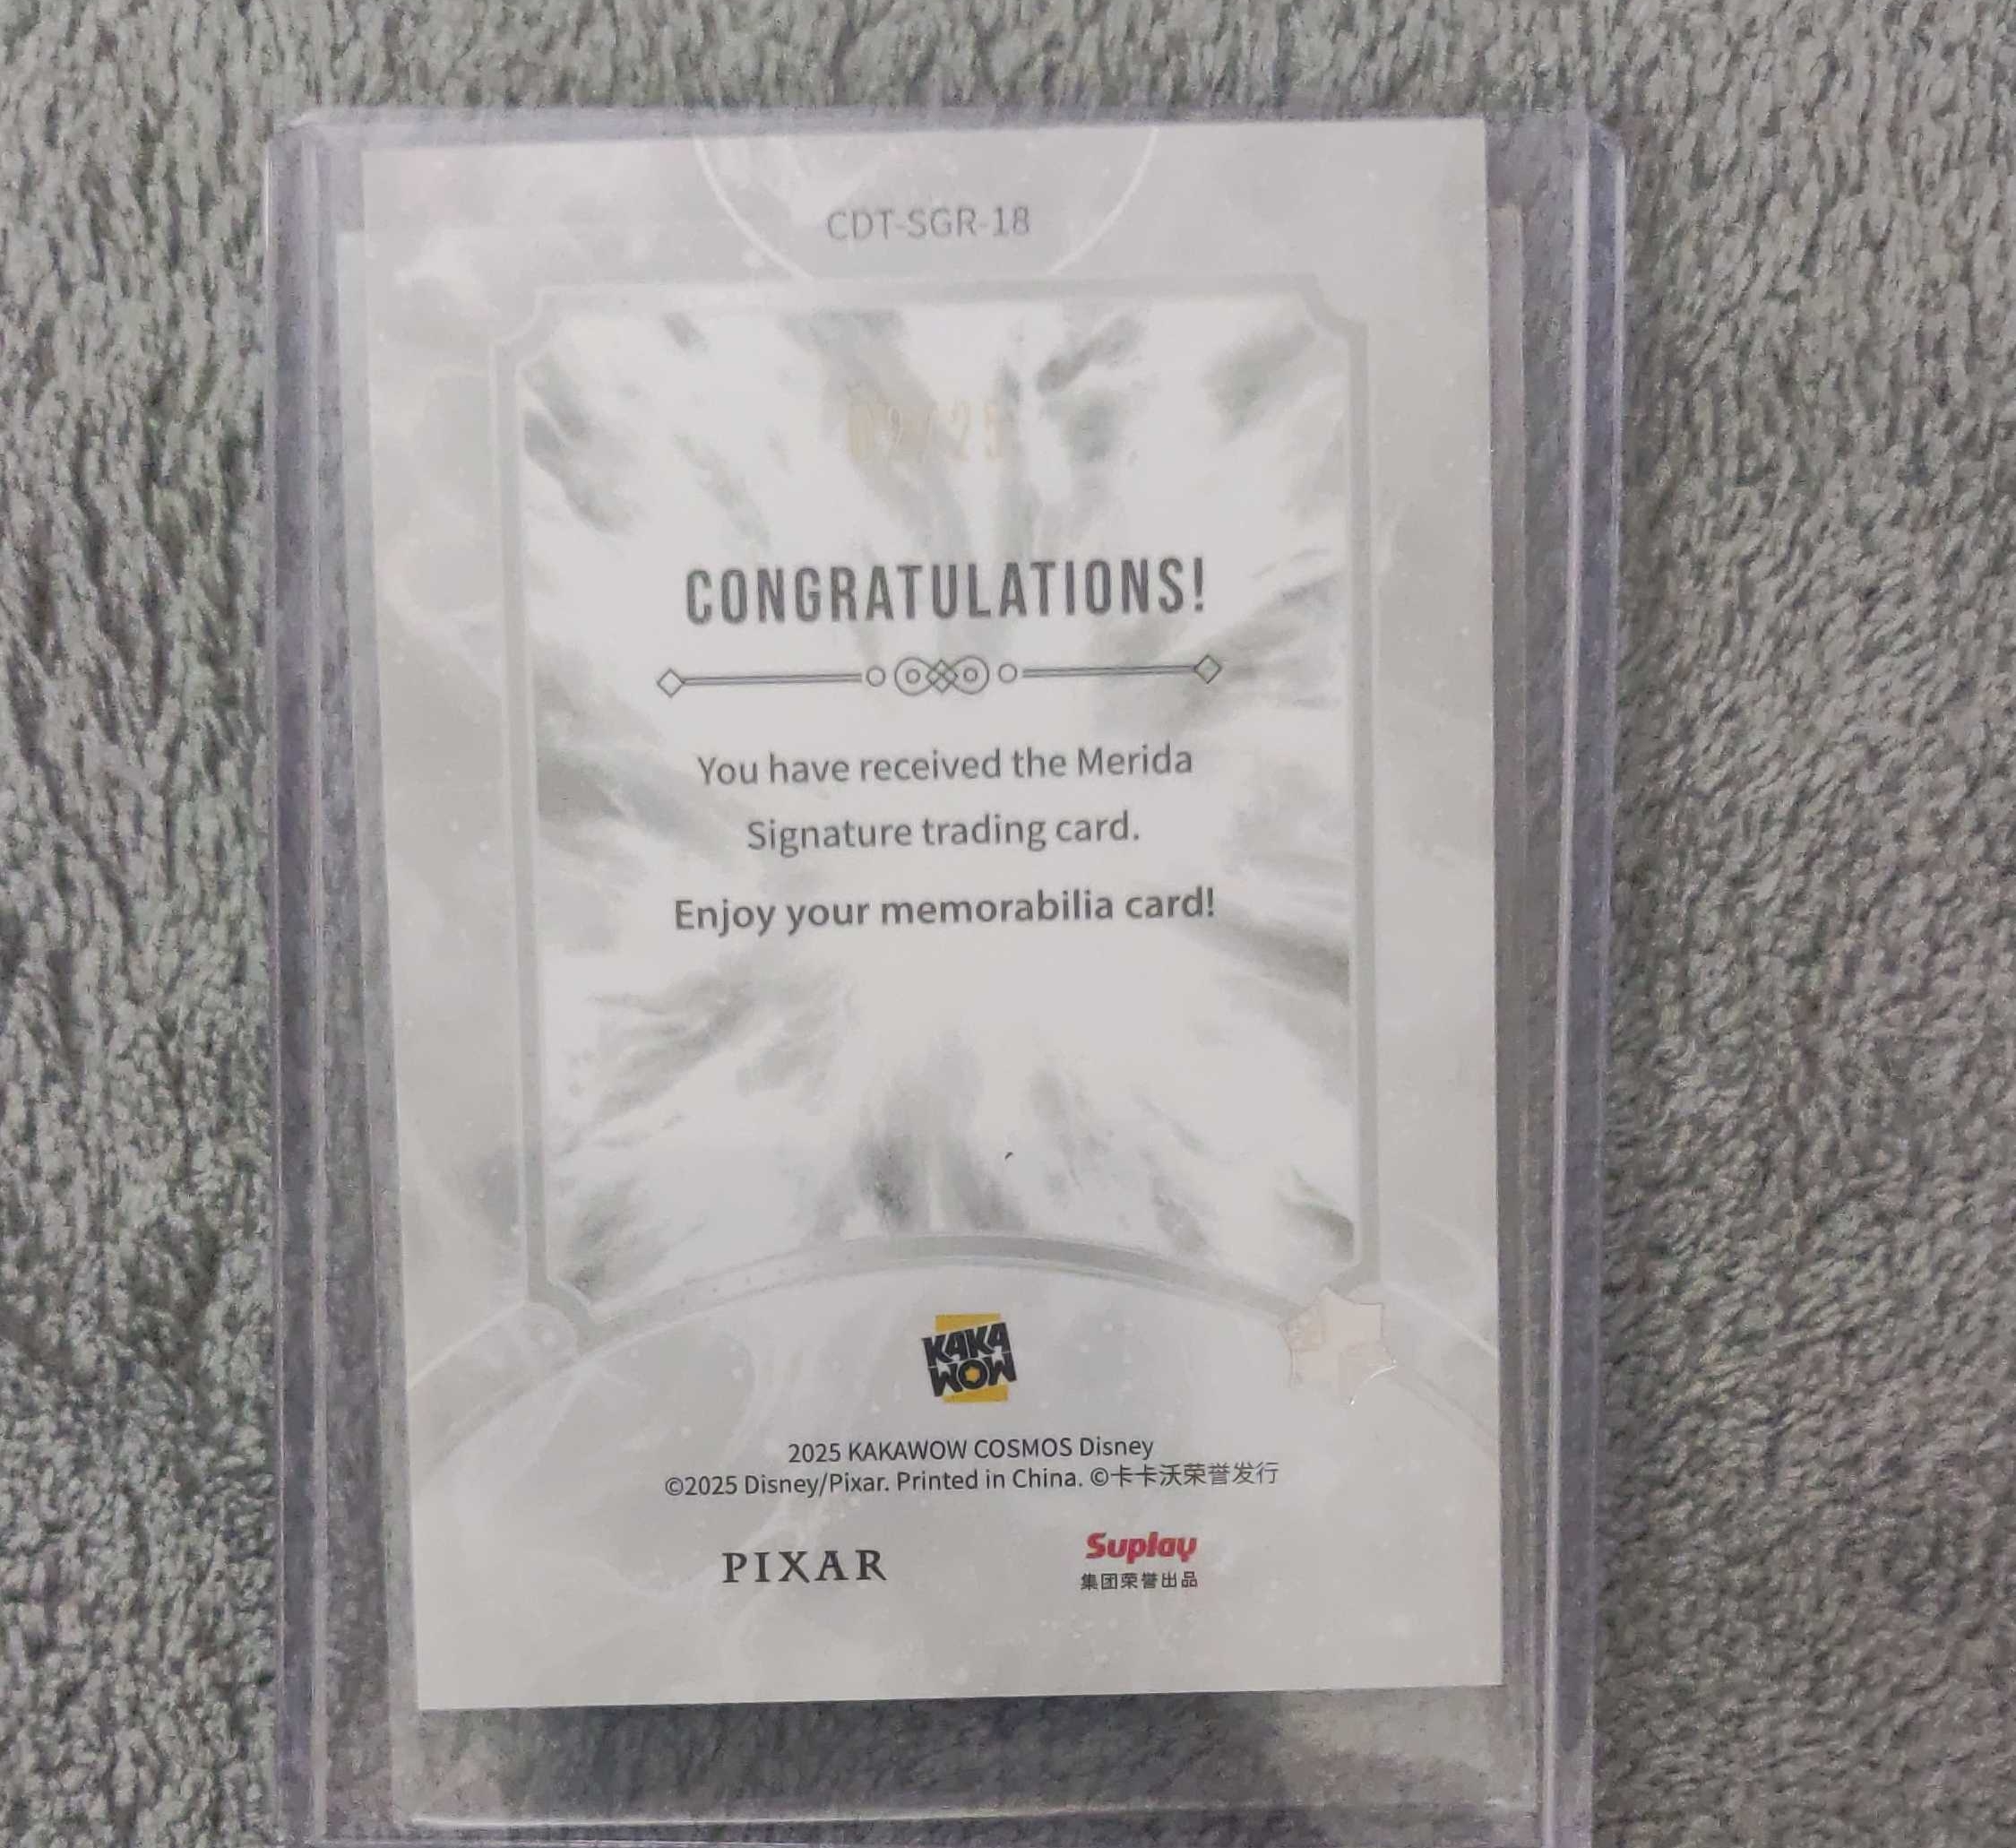 CDT-SGR-18
02/25
CONGRATULATIONS!
You have received the Merida
Signature trading card.
Enjoy your memorabilia card!
KAKA
WOW
2025 KAKAWOW COSMOS Disney
©2025 Disney/Pixar. Printed in China. ©卡卡沃荣誉发行
PIXAR
Suplay
集团荣誉出品